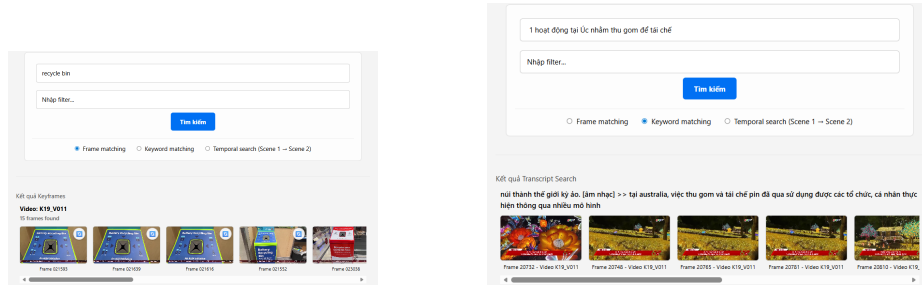 recycle bin
Nhập filter...
Tìm kiếm
Frame matching
Keyword matching
Temporal search (Scene 1 → Scene 2)
Kết quả Keyframes
Video: K19_V011
15 frames found
Frame 021593
Frame 021639
Frame 021616
Frame 021552
Frame 023036
1 hoạt động tại Úc nhằm thu gom để tái chế
Nhập filter...
Tìm kiếm
Frame matching
Keyword matching
Temporal search (Scene 1 → Scene 2)
Kết quả Transcript Search
núi thành thế giới kỳ ảo. [âm nhạc] >> tại australia, việc thu gom và tái chế pin đã qua sử dụng được các tổ chức, cá nhân thực
hiện thông qua nhiều mô hình
Frame 20732 - Video K19_V011
Frame 20746 - Video K19_V011
Frame 20765 - Video K19_V011
Frame 20781 - Video K19_V011
Frame 20810 - Video K19_